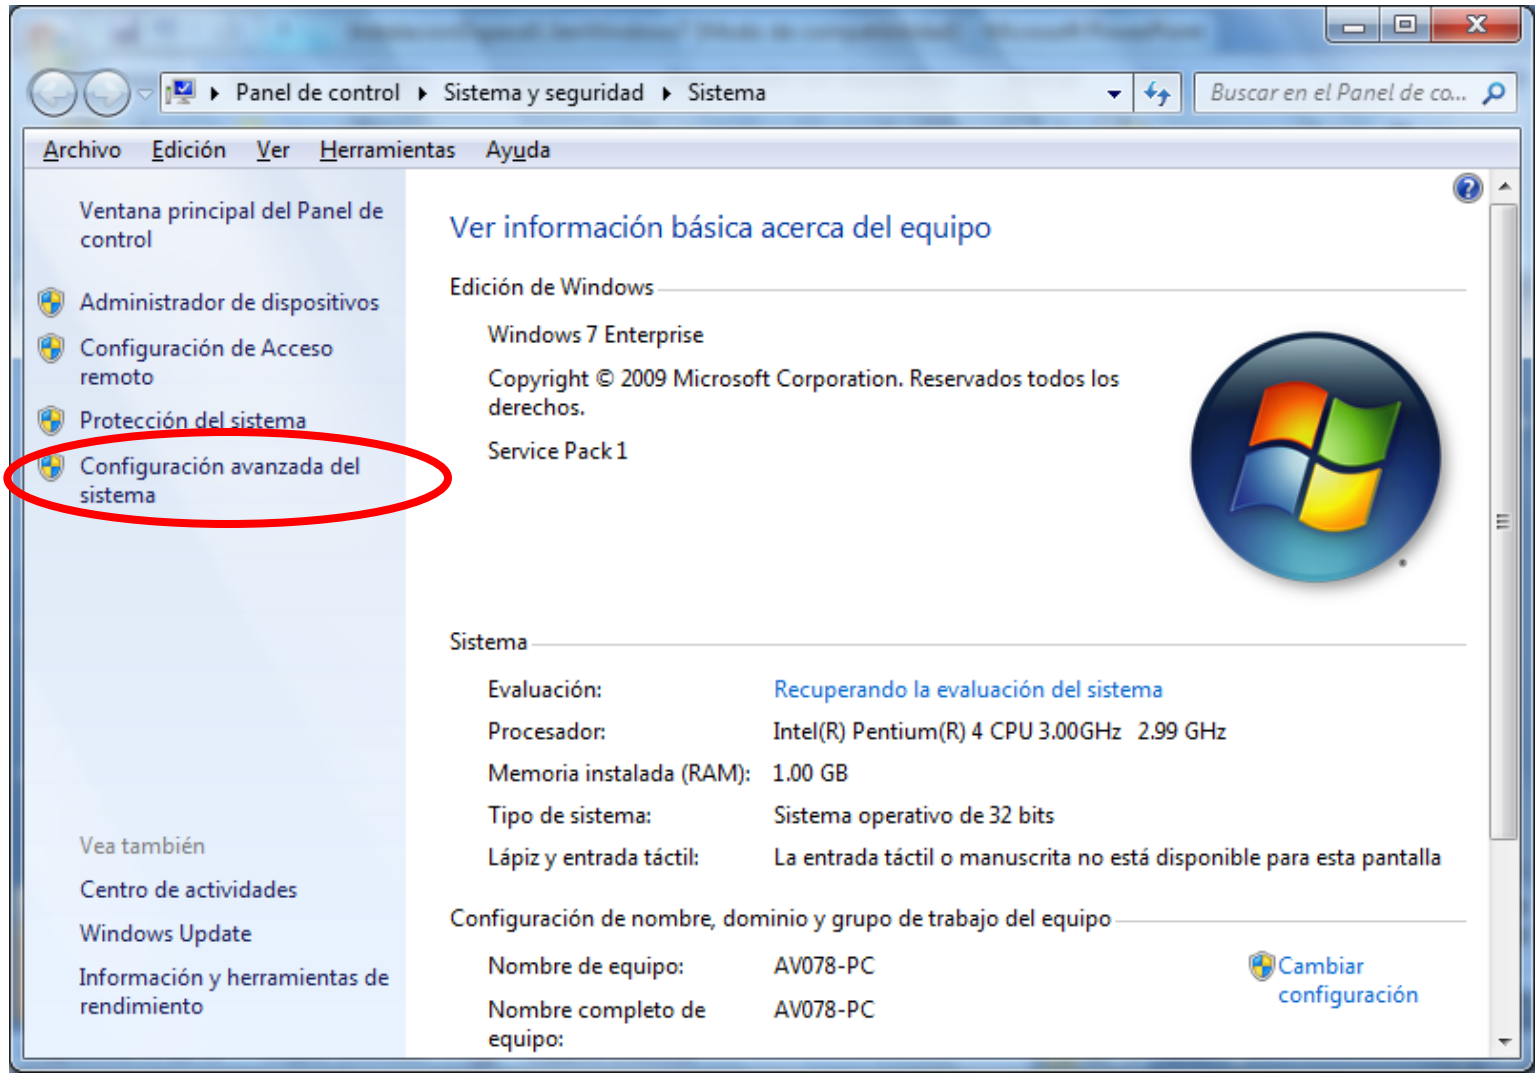 Panel de control ▸ Sistema y seguridad ▸ Sistema
Buscar en el Panel de co...
Archivo Edición Ver Herramientas Ayuda
Ventana principal del Panel de
control
Administrador de dispositivos
Configuración de Acceso
remoto
Protección del sistema
Configuración avanzada del
sistema
Vea también
Centro de actividades
Windows Update
Información y herramientas de
rendimiento
Ver información básica acerca del equipo
Edición de Windows
Windows 7 Enterprise
Copyright © 2009 Microsoft Corporation. Reservados todos los
derechos.
Service Pack 1
Sistema
Evaluación: Recuperando la evaluación del sistema
Procesador: Intel(R) Pentium(R) 4 CPU 3.00GHz 2.99 GHz
Memoria instalada (RAM): 1.00 GB
Tipo de sistema: Sistema operativo de 32 bits
Lápiz y entrada táctil: La entrada táctil o manuscrita no está disponible para esta pantalla
Configuración de nombre, dominio y grupo de trabajo del equipo
Nombre de equipo: AV078-PC
Cambiar
configuración
Nombre completo de
equipo:
AV078-PC